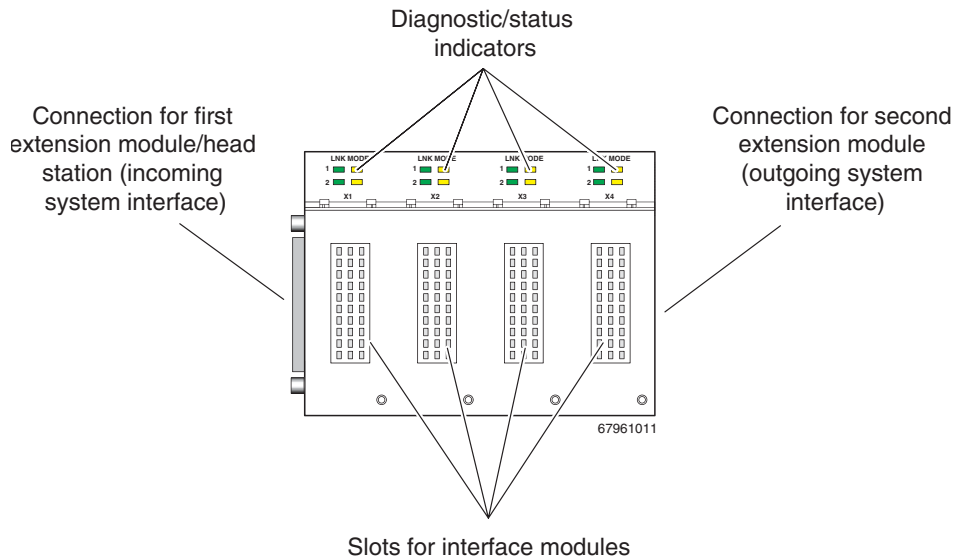 Diagnostic/status
indicators
Connection for first
extension module/head
station (incoming
system interface)
Connection for second
extension module
(outgoing system
interface)
LNK MODE LNK MODE LNK MODE LNK MODE
1 1 1 1
2 2 2 2
X1 X2 X3 X4
67961011
Slots for interface modules